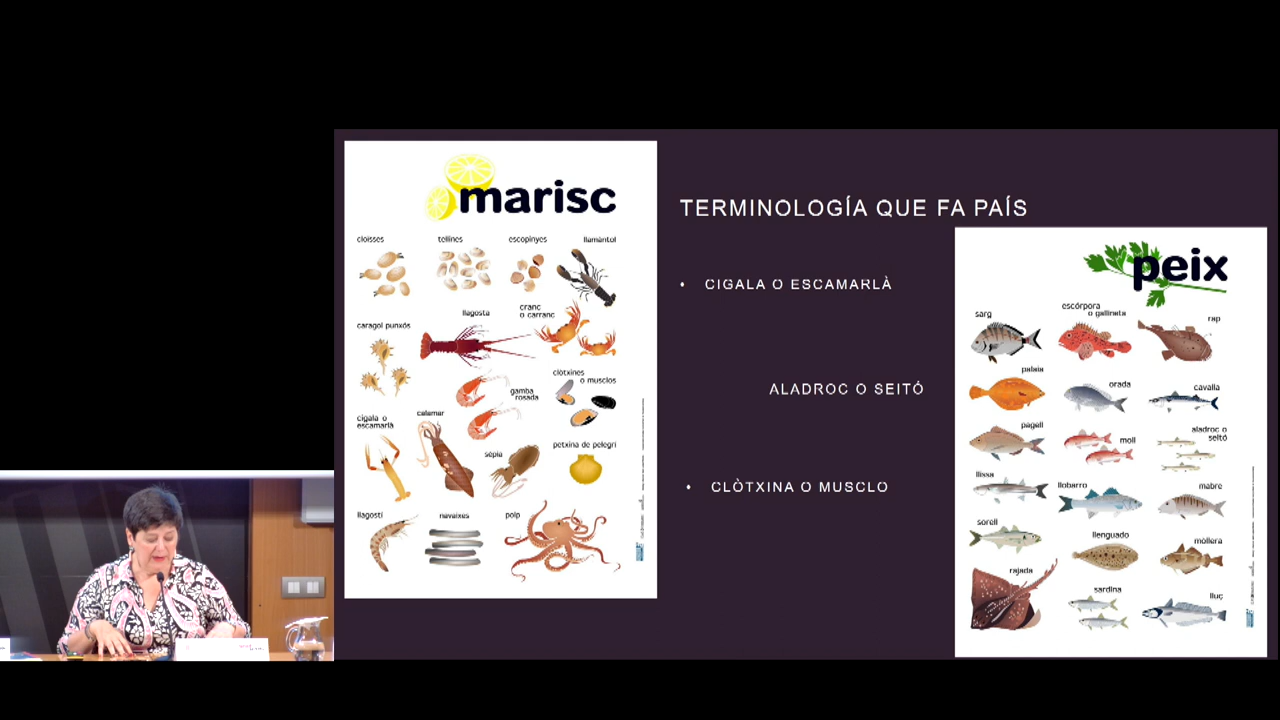 marisc
cloïsses
tellines
escopinyes
llamàntol
llagosta
cranc
o carranc
caragol punxós
clòtxines
o musclos
gamba
rosada
cigala o
escamarlà
calamar
sépia
petxina de pelegrí
llagostí
navaixes
polp
TERMINOLOGÍA QUE FA PAÍS
• CIGALA O ESCAMARLÀ
ALADROC O SEITÓ
• CLÒTXINA O MUSCLO
peix
sarg
escórpora
o gallineta
rap
palaia
orada
cavalla
pagell
moll
aladroc o
seitó
llissa
llobarro
mabre
sorell
llenguado
mòllera
rajada
sardina
lluç